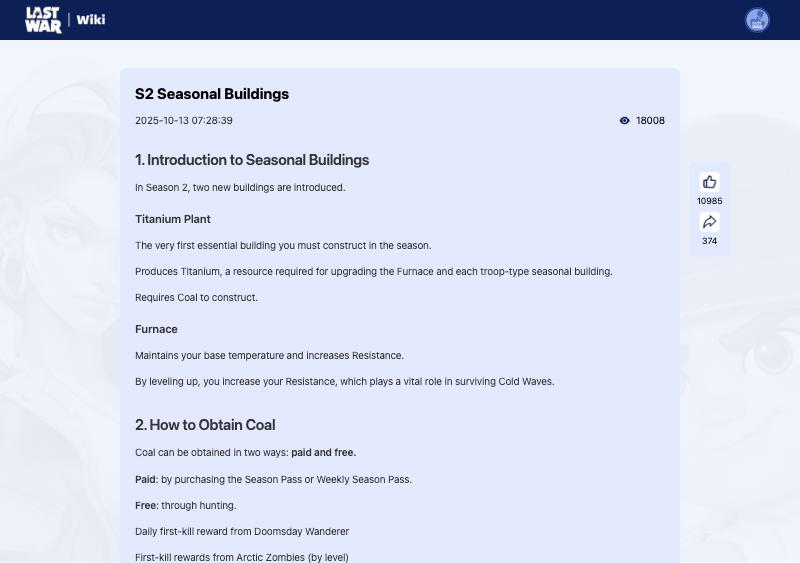 LAST WAR | Wiki
S2 Seasonal Buildings
2025-10-13 07:28:39
18008
1. Introduction to Seasonal Buildings
In Season 2, two new buildings are introduced.
Titanium Plant
The very first essential building you must construct in the season.
Produces Titanium, a resource required for upgrading the Furnace and each troop-type seasonal building.
Requires Coal to construct.
Furnace
Maintains your base temperature and increases Resistance.
By leveling up, you increase your Resistance, which plays a vital role in surviving Cold Waves.
2. How to Obtain Coal
Coal can be obtained in two ways: paid and free.
Paid: by purchasing the Season Pass or Weekly Season Pass.
Free: through hunting.
Daily first-kill reward from Doomsday Wanderer
First-kill rewards from Arctic Zombies (by level)
10985
374